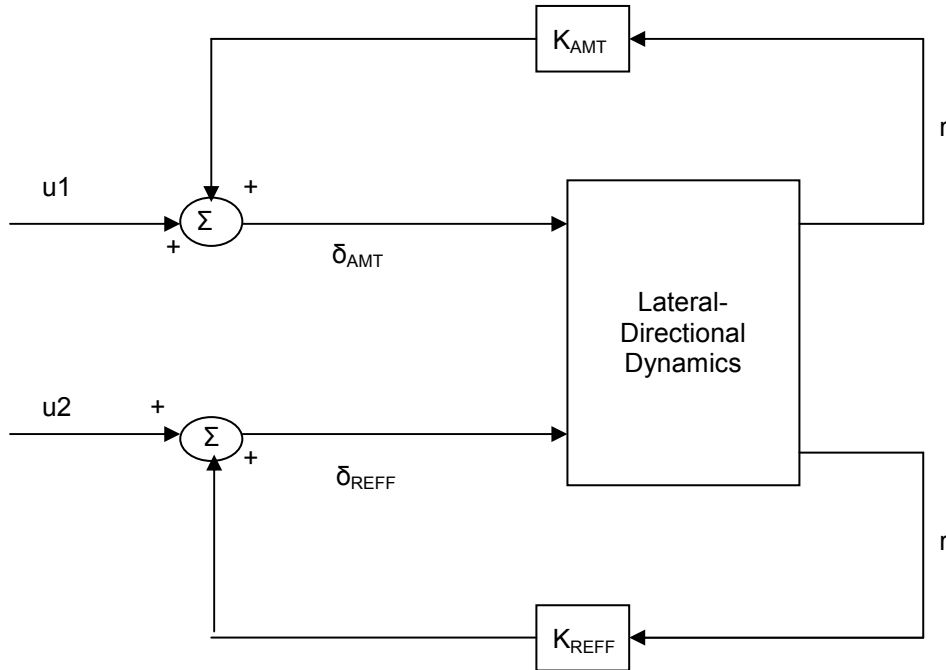 K_AMT
r
u1
+
Σ
+
δ_AMT
Lateral-
Directional
Dynamics
u2
+
Σ
+
δ_REFF
r
K_REFF